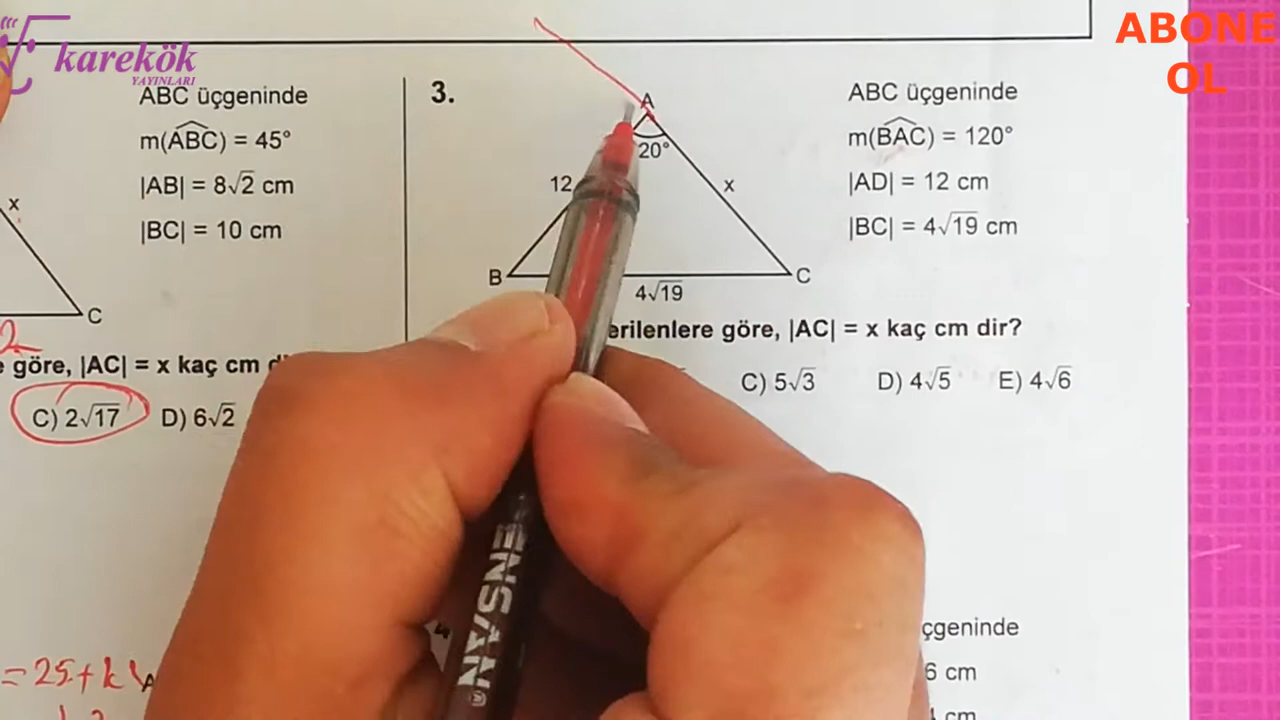 ABONE
OL
karekök
YAYINLARI
ABC üçgeninde
m(ABC) = 45°
|AB| = 8√2 cm
|BC| = 10 cm
x
C
göre, |AC| = x kaç cm
C) 2√17 D) 6√2
= 25 + k
3.
A
20°
12
x
B
C
4√19
ABC üçgeninde
m(BAC) = 120°
|AD| = 12 cm
|BC| = 4√19 cm
erilenlere göre, |AC| = x kaç cm dir?
C) 5√3 D) 4√5 E) 4√6
çgeninde
6 cm
cm
ENSAN